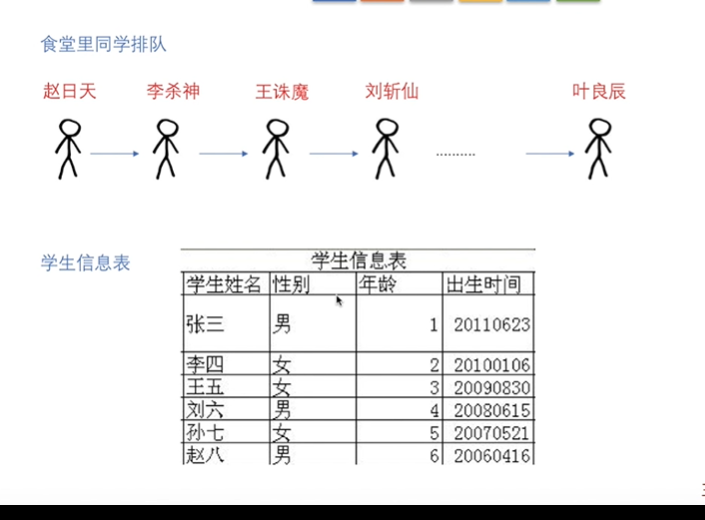 食堂里同学排队
赵日天 李杀神 王诛魔 刘斩仙 叶良辰
..........
学生信息表
学生信息表
学生姓名 性别 年龄 出生时间
张三 男 1 20110623
李四 女 2 20100106
王五 女 3 20090830
刘六 男 4 20080615
孙七 女 5 20070521
赵八 男 6 20060416